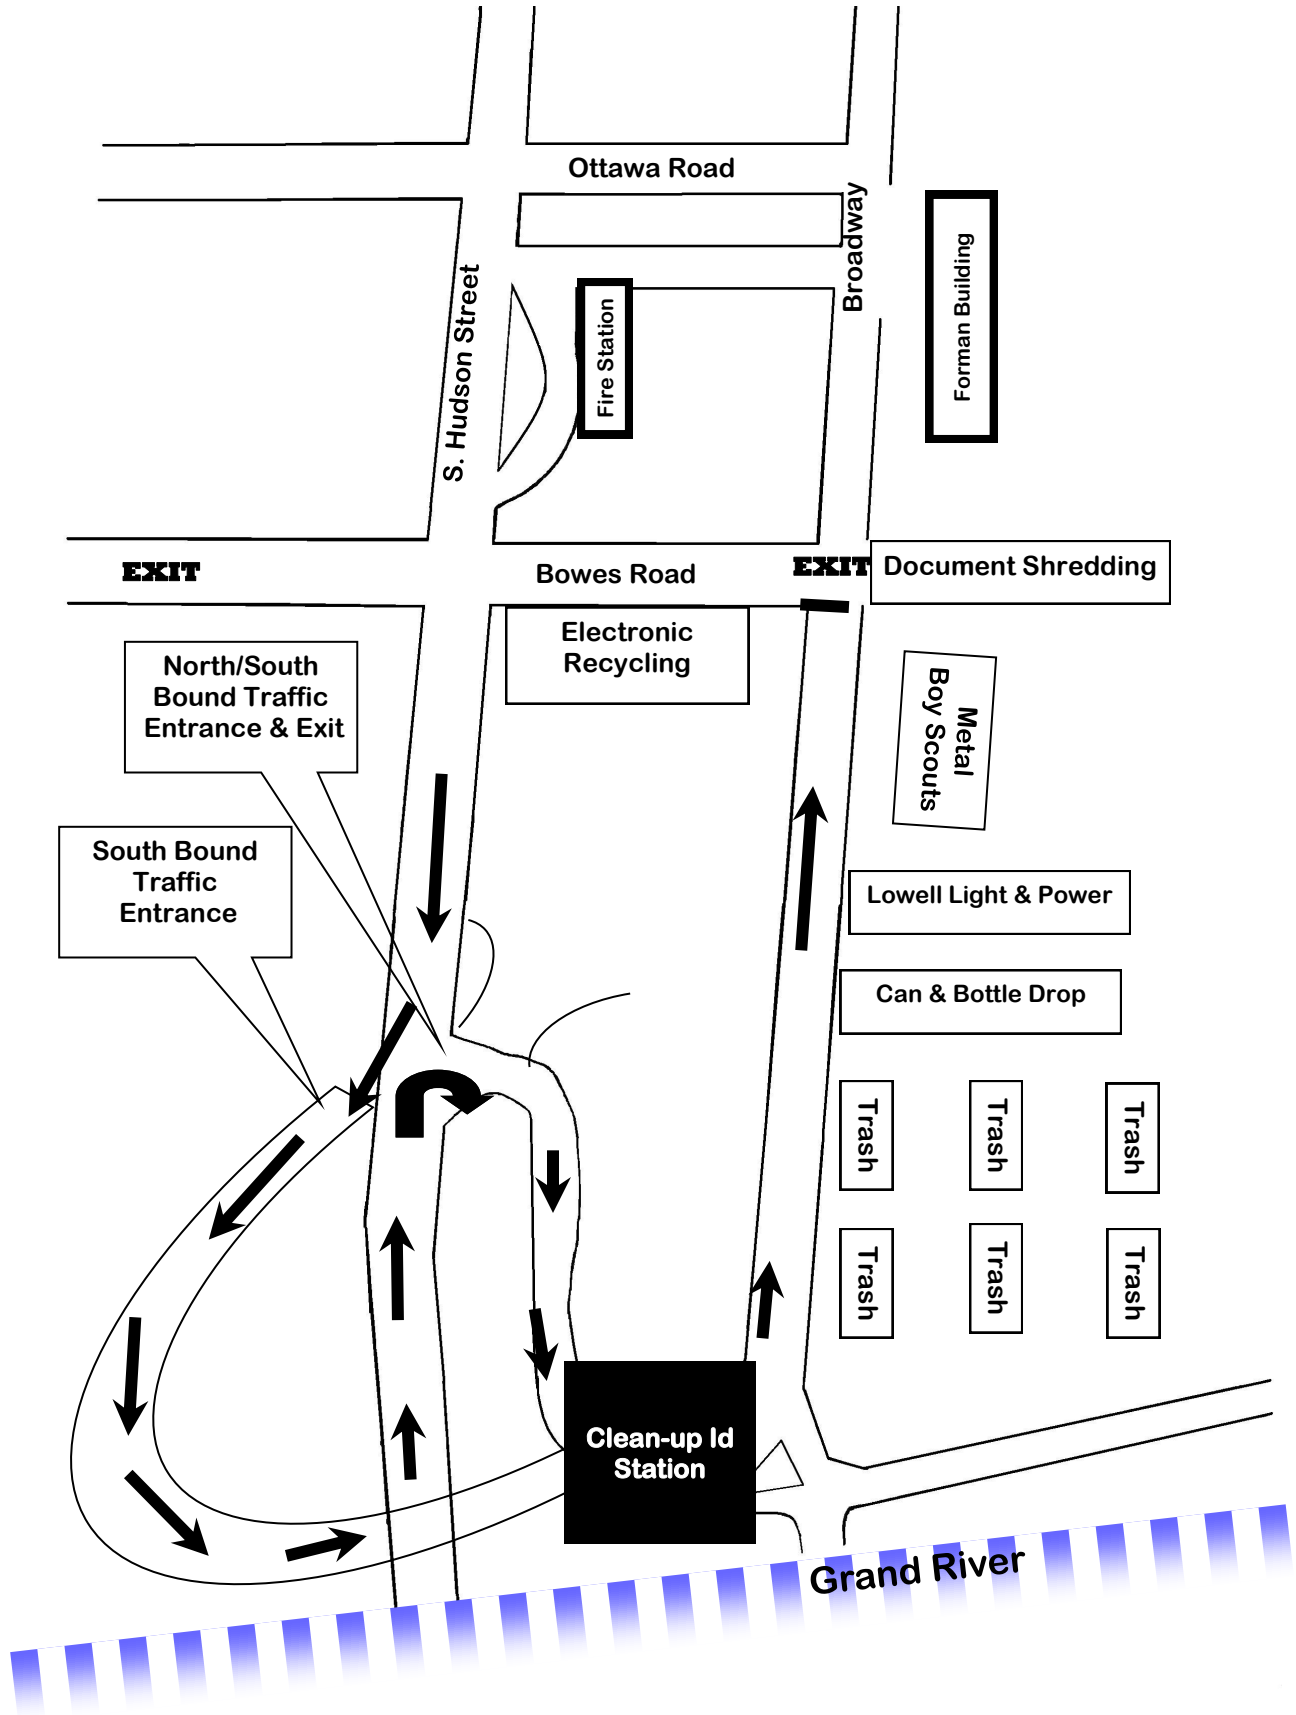 Ottawa Road
Broadway
Forman Building
S. Hudson Street
Fire Station
EXIT
Bowes Road
EXIT
Document Shredding
Electronic
Recycling
North/South
Bound Traffic
Entrance & Exit
Metal
Boy Scouts
South Bound
Traffic
Entrance
Lowell Light & Power
Can & Bottle Drop
Trash
Trash
Trash
Trash
Trash
Trash
Clean-up Id
Station
Grand River